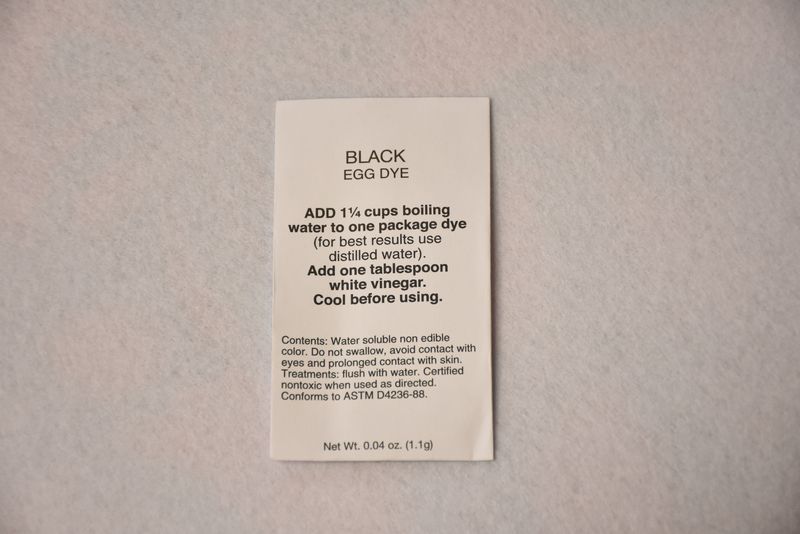 BLACK
EGG DYE
ADD 1¼ cups boiling
water to one package dye
(for best results use
distilled water).
Add one tablespoon
white vinegar.
Cool before using.
Contents: Water soluble non edible
color. Do not swallow, avoid contact with
eyes and prolonged contact with skin.
Treatments: flush with water. Certified
nontoxic when used as directed.
Conforms to ASTM D4236-88.
Net Wt. 0.04 oz. (1.1g)